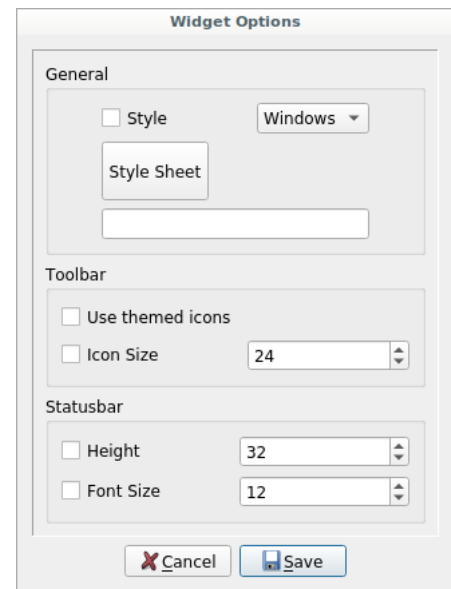 Widget Options
General
Style Windows
Style Sheet
Toolbar
Use themed icons
Icon Size 24
Statusbar
Height 32
Font Size 12
Cancel Save